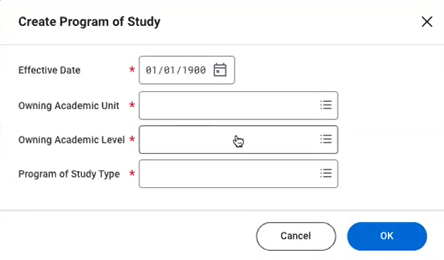 Create Program of Study
Effective Date * 01/01/1900
Owning Academic Unit *
Owning Academic Level *
Program of Study Type *
Cancel OK